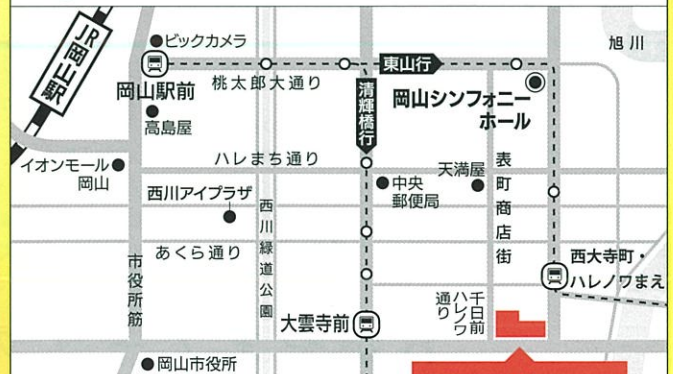 JR岡山駅
ビックカメラ
岡山駅前
高島屋
桃太郎大通り
東山行
清輝橋行
岡山シンフォニー
ホール
旭川
イオンモール
岡山
ハレまち通り
西川アイプラザ
西川緑道公園
あくら通り
市役所筋
中央
郵便局
天満屋
表町商店街
西大寺町・
ハレノワまえ
千日前
ハレノワ
通り
大雲寺前
岡山市役所